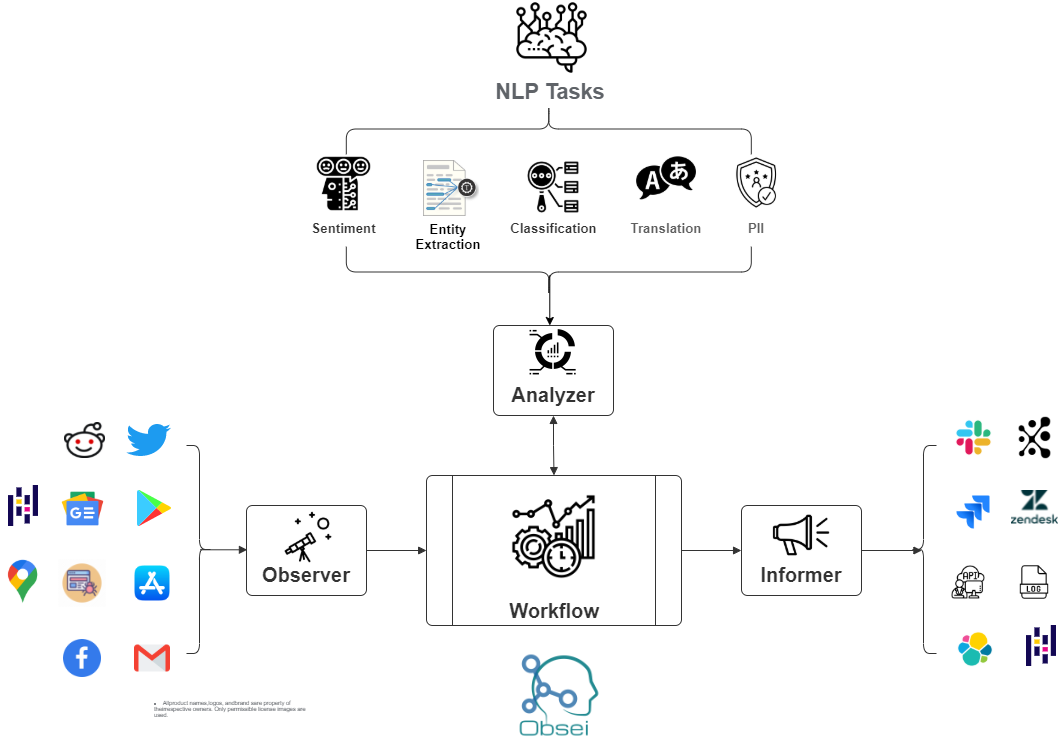 NLP Tasks
Sentiment
Entity
Extraction
Classification
Translation
PII
Analyzer
Observer
Workflow
Informer
GE
zendesk
API
LOG
Obsei
• Allproduct names,logos, andbrand sare property of
theirrespective owners. Only permissible license images are
used.